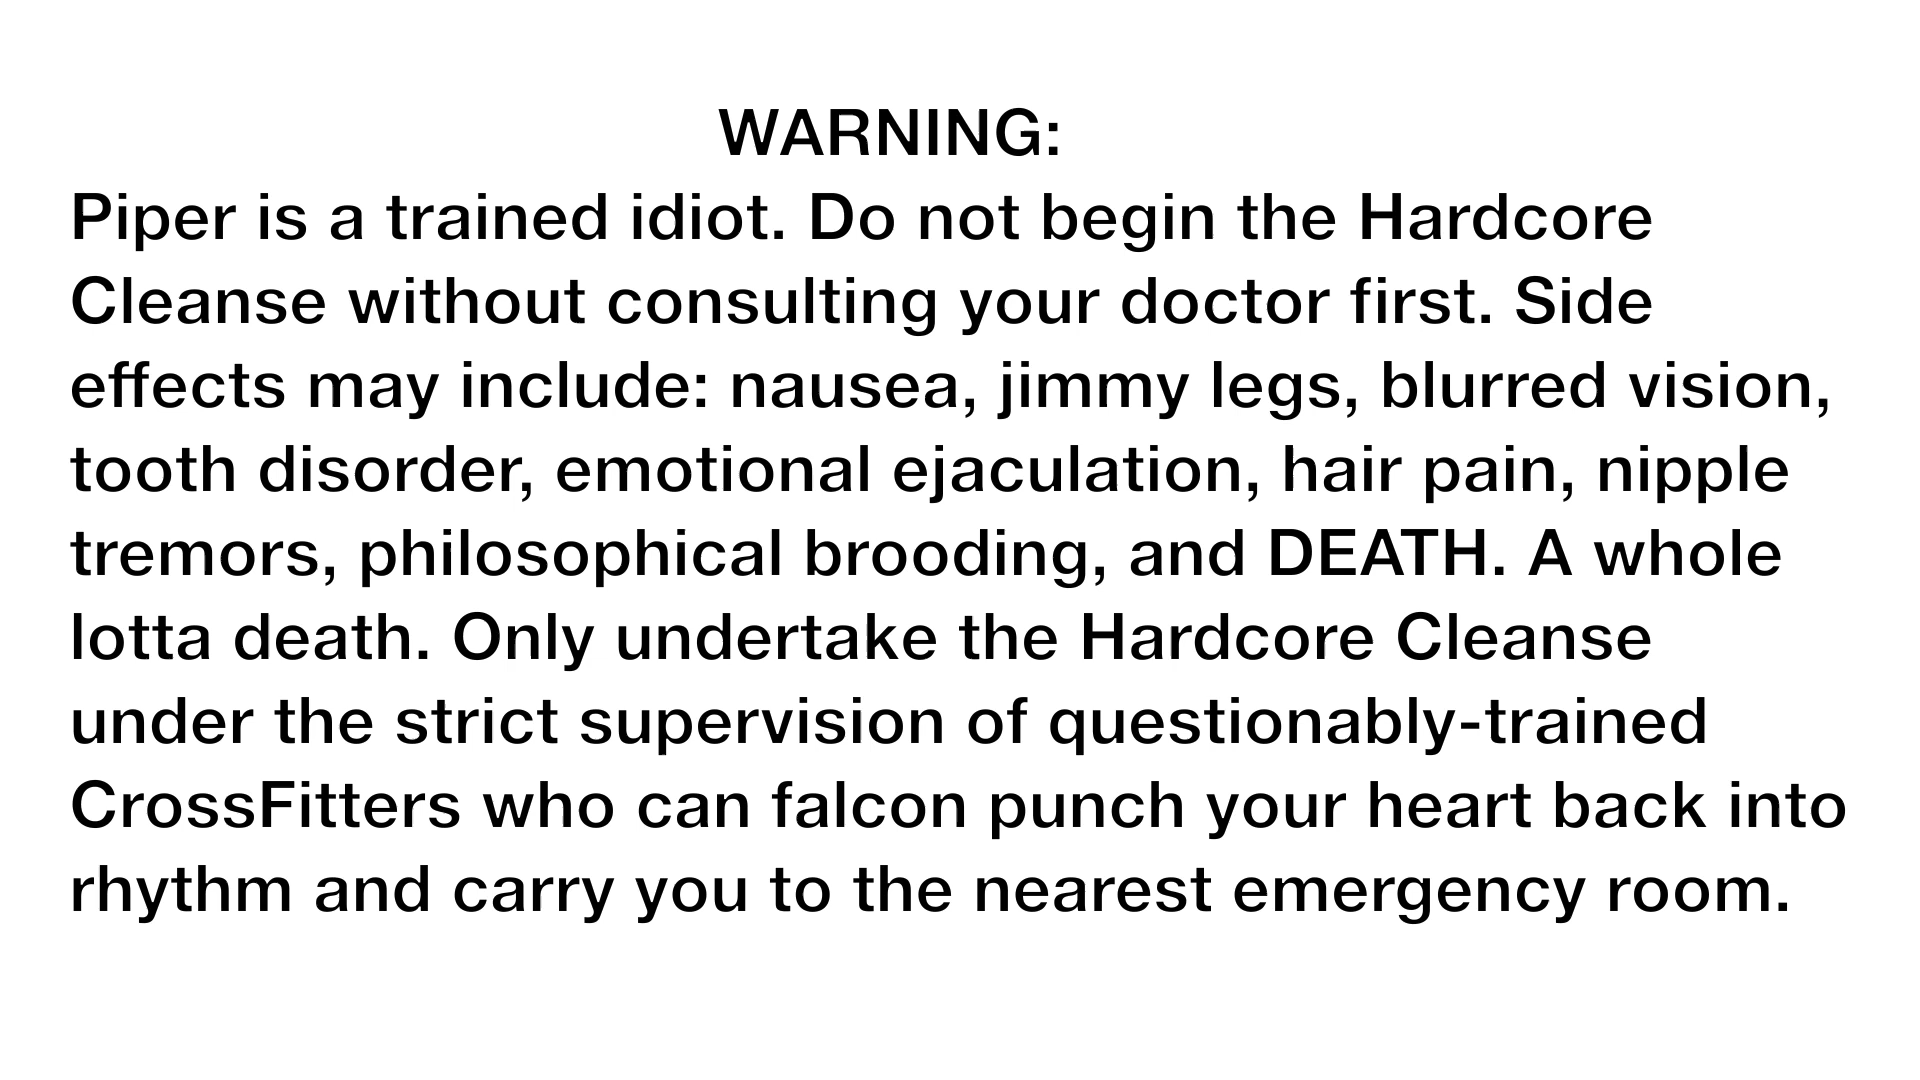 WARNING:
Piper is a trained idiot. Do not begin the Hardcore
Cleanse without consulting your doctor first. Side
effects may include: nausea, jimmy legs, blurred vision,
tooth disorder, emotional ejaculation, hair pain, nipple
tremors, philosophical brooding, and DEATH. A whole
lotta death. Only undertake the Hardcore Cleanse
under the strict supervision of questionably-trained
CrossFitters who can falcon punch your heart back into
rhythm and carry you to the nearest emergency room.